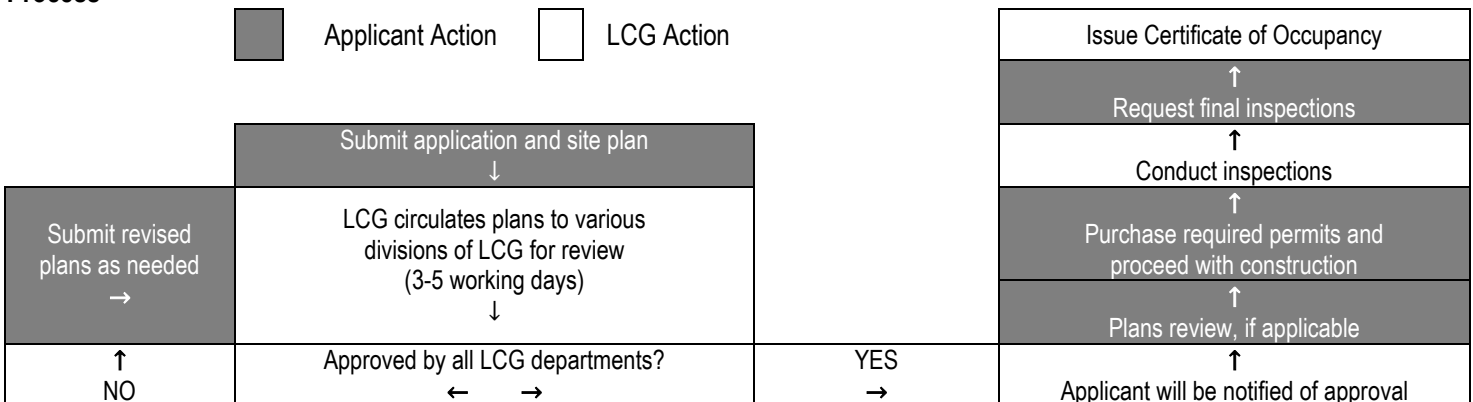 Process
Applicant Action
LCG Action
Issue Certificate of Occupancy
↑
Request final inspections
Submit application and site plan
↓
↑
Conduct inspections
Submit revised
plans as needed
→
LCG circulates plans to various
divisions of LCG for review
(3-5 working days)
↓
↑
Purchase required permits and
proceed with construction
↑
Plans review, if applicable
↑
NO
Approved by all LCG departments?
← →
YES
→
↑
Applicant will be notified of approval